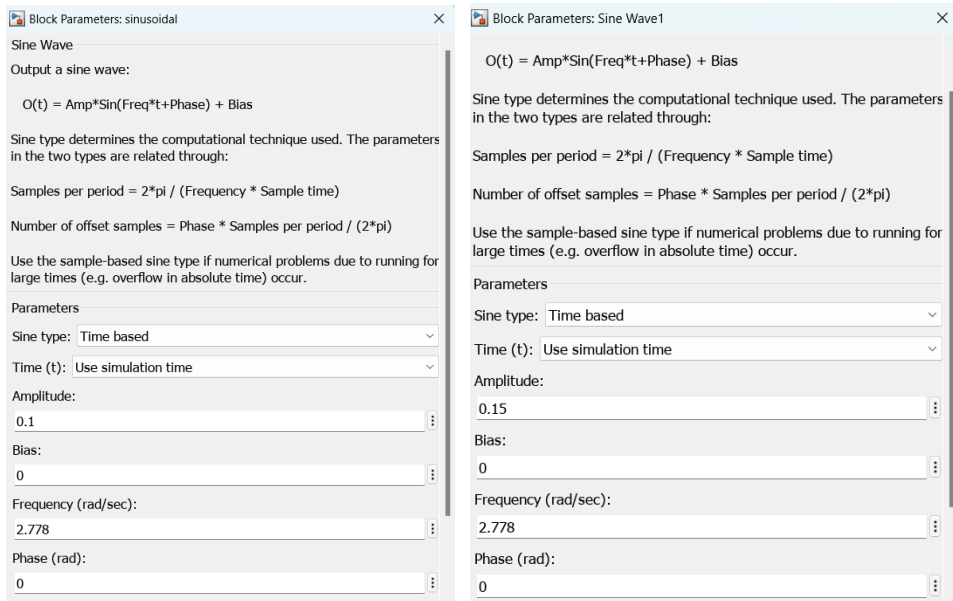 Block Parameters: sinusoidal
Sine Wave
Output a sine wave:
O(t) = Amp*Sin(Freq*t+Phase) + Bias
Sine type determines the computational technique used. The parameters
in the two types are related through:
Samples per period = 2*pi / (Frequency * Sample time)
Number of offset samples = Phase * Samples per period / (2*pi)
Use the sample-based sine type if numerical problems due to running for
large times (e.g. overflow in absolute time) occur.
Parameters
Sine type: Time based
Time (t): Use simulation time
Amplitude:
0.1
Bias:
0
Frequency (rad/sec):
2.778
Phase (rad):
0
Block Parameters: Sine Wave1
O(t) = Amp*Sin(Freq*t+Phase) + Bias
Sine type determines the computational technique used. The parameters
in the two types are related through:
Samples per period = 2*pi / (Frequency * Sample time)
Number of offset samples = Phase * Samples per period / (2*pi)
Use the sample-based sine type if numerical problems due to running for
large times (e.g. overflow in absolute time) occur.
Parameters
Sine type: Time based
Time (t): Use simulation time
Amplitude:
0.15
Bias:
0
Frequency (rad/sec):
2.778
Phase (rad):
0